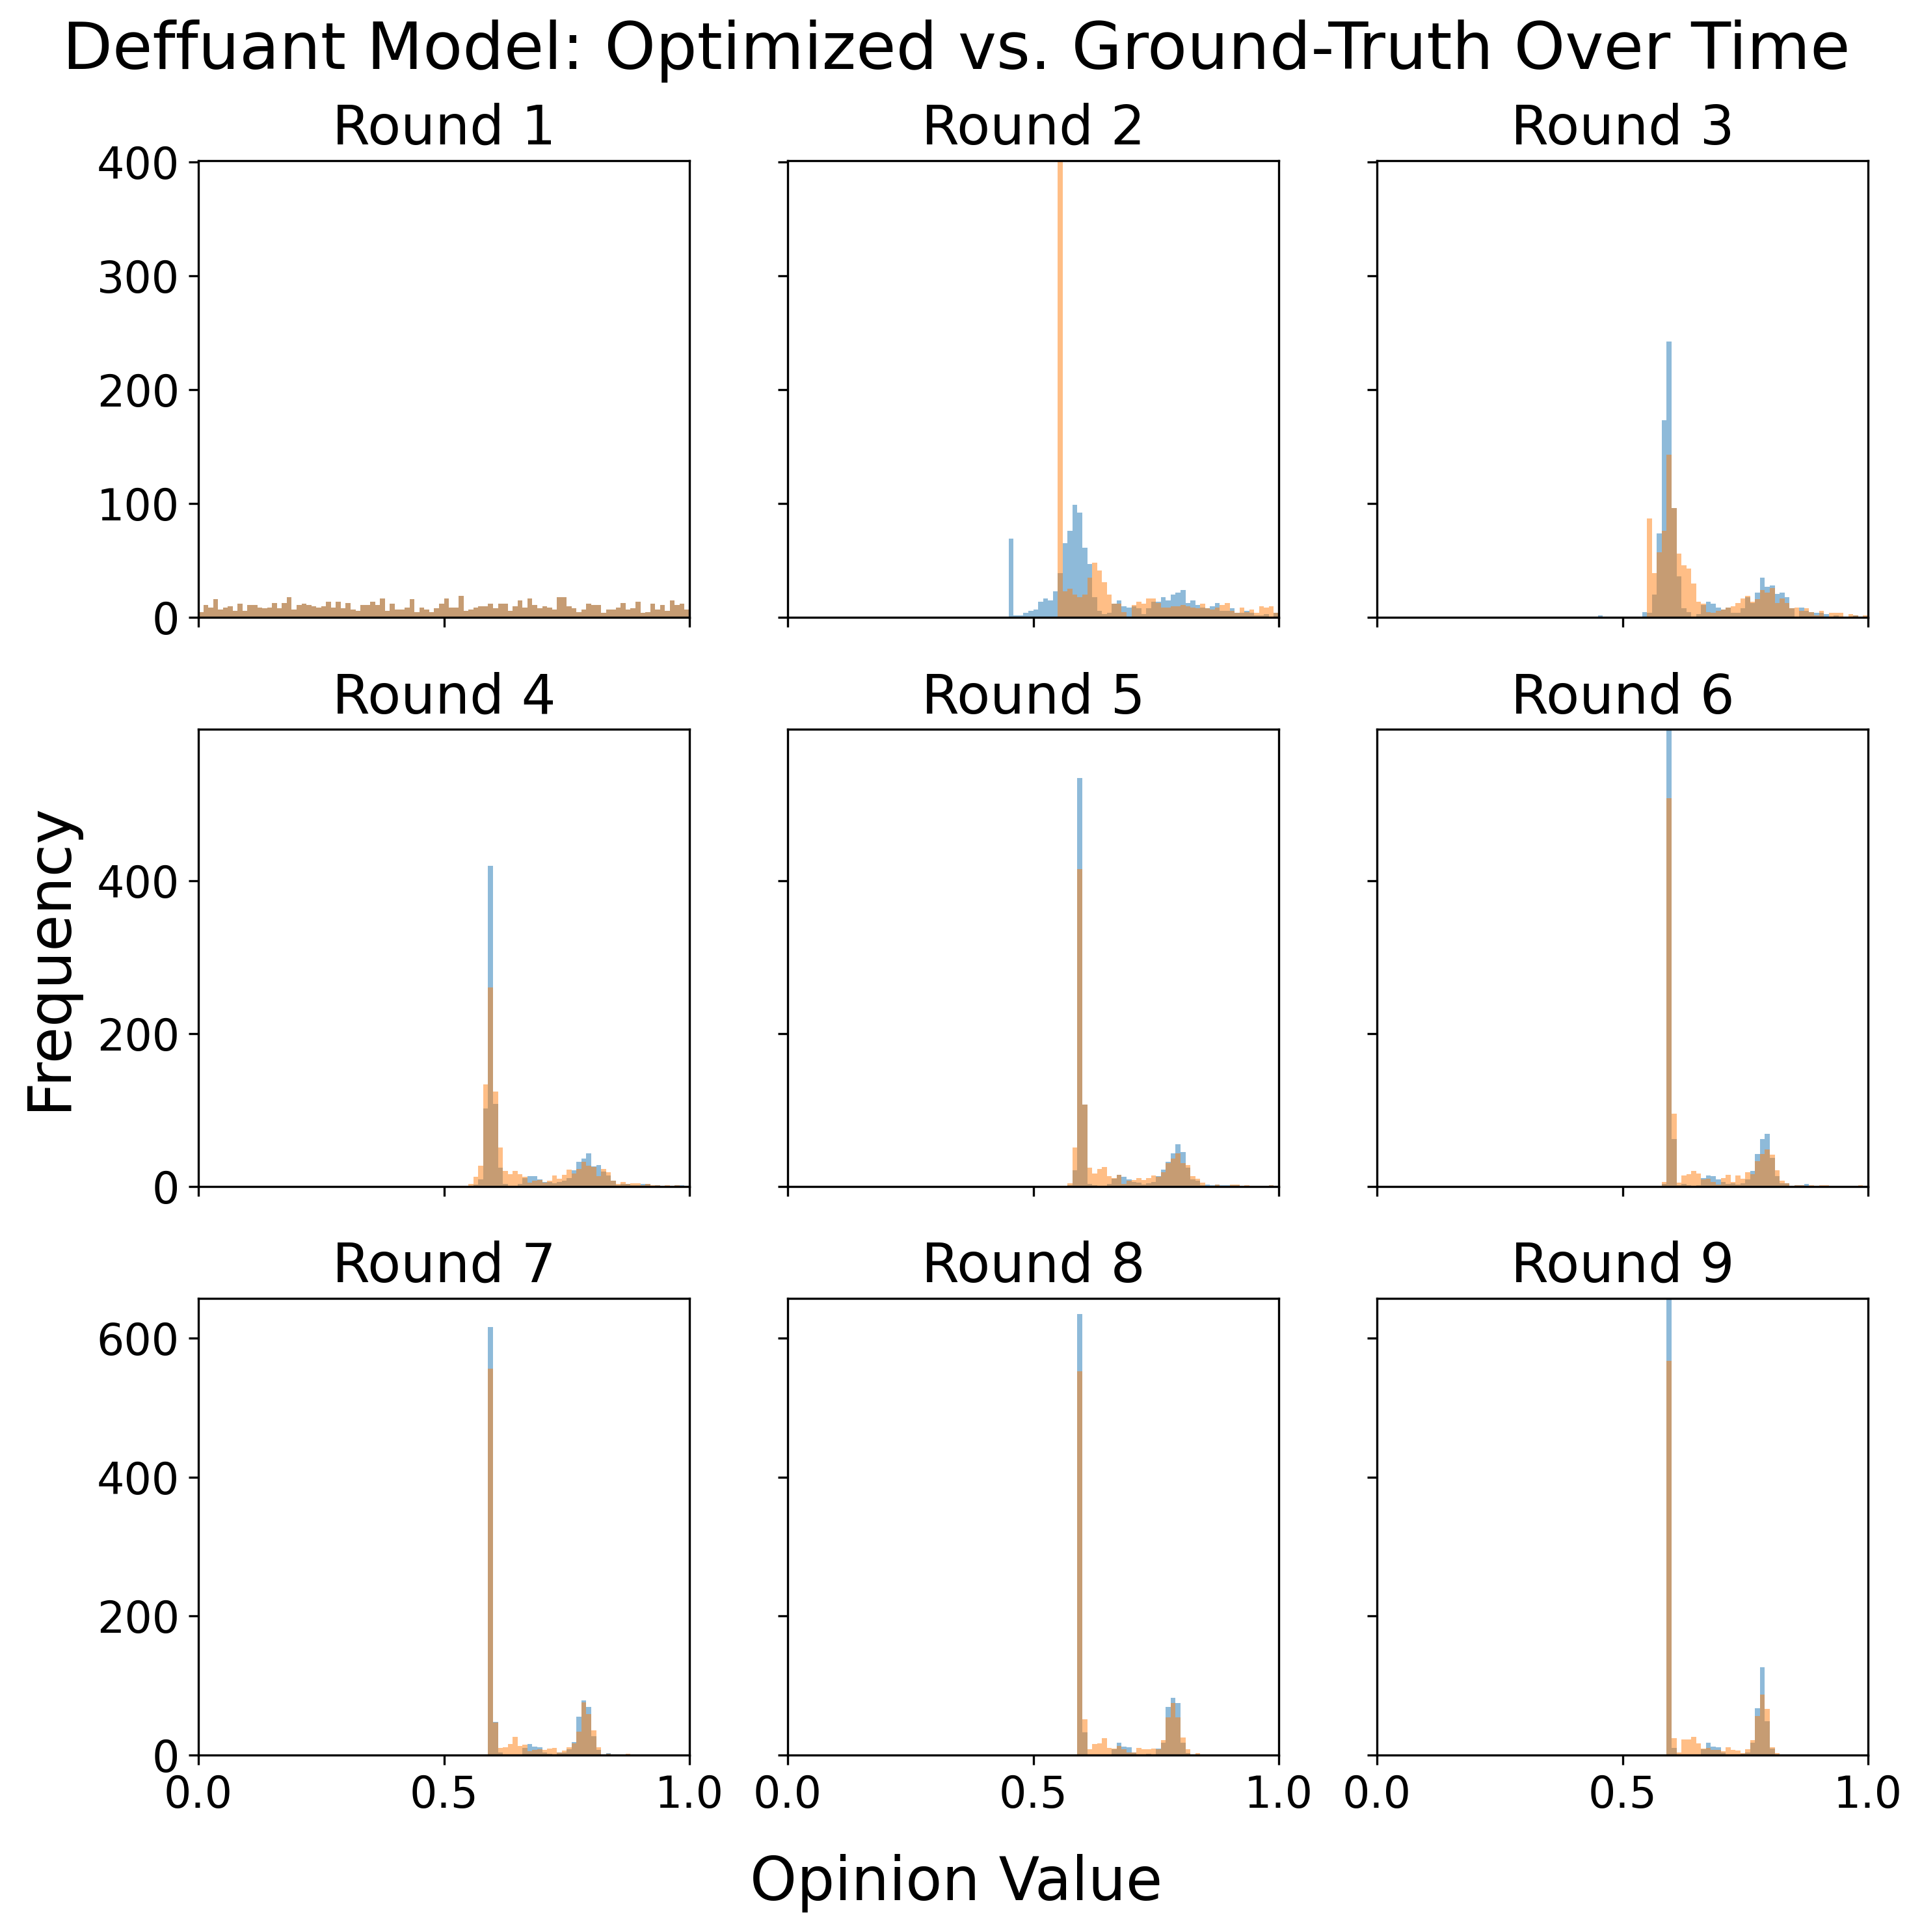 Deffuant Model: Optimized vs. Ground-Truth Over Time
Round 1
Round 2
Round 3
400
300
200
100
0
Round 4
Round 5
Round 6
400
200
0
Frequency
Round 7
Round 8
Round 9
600
400
200
0
0.0 0.5 1.0 0.0 0.5 1.0 0.0 0.5 1.0
Opinion Value